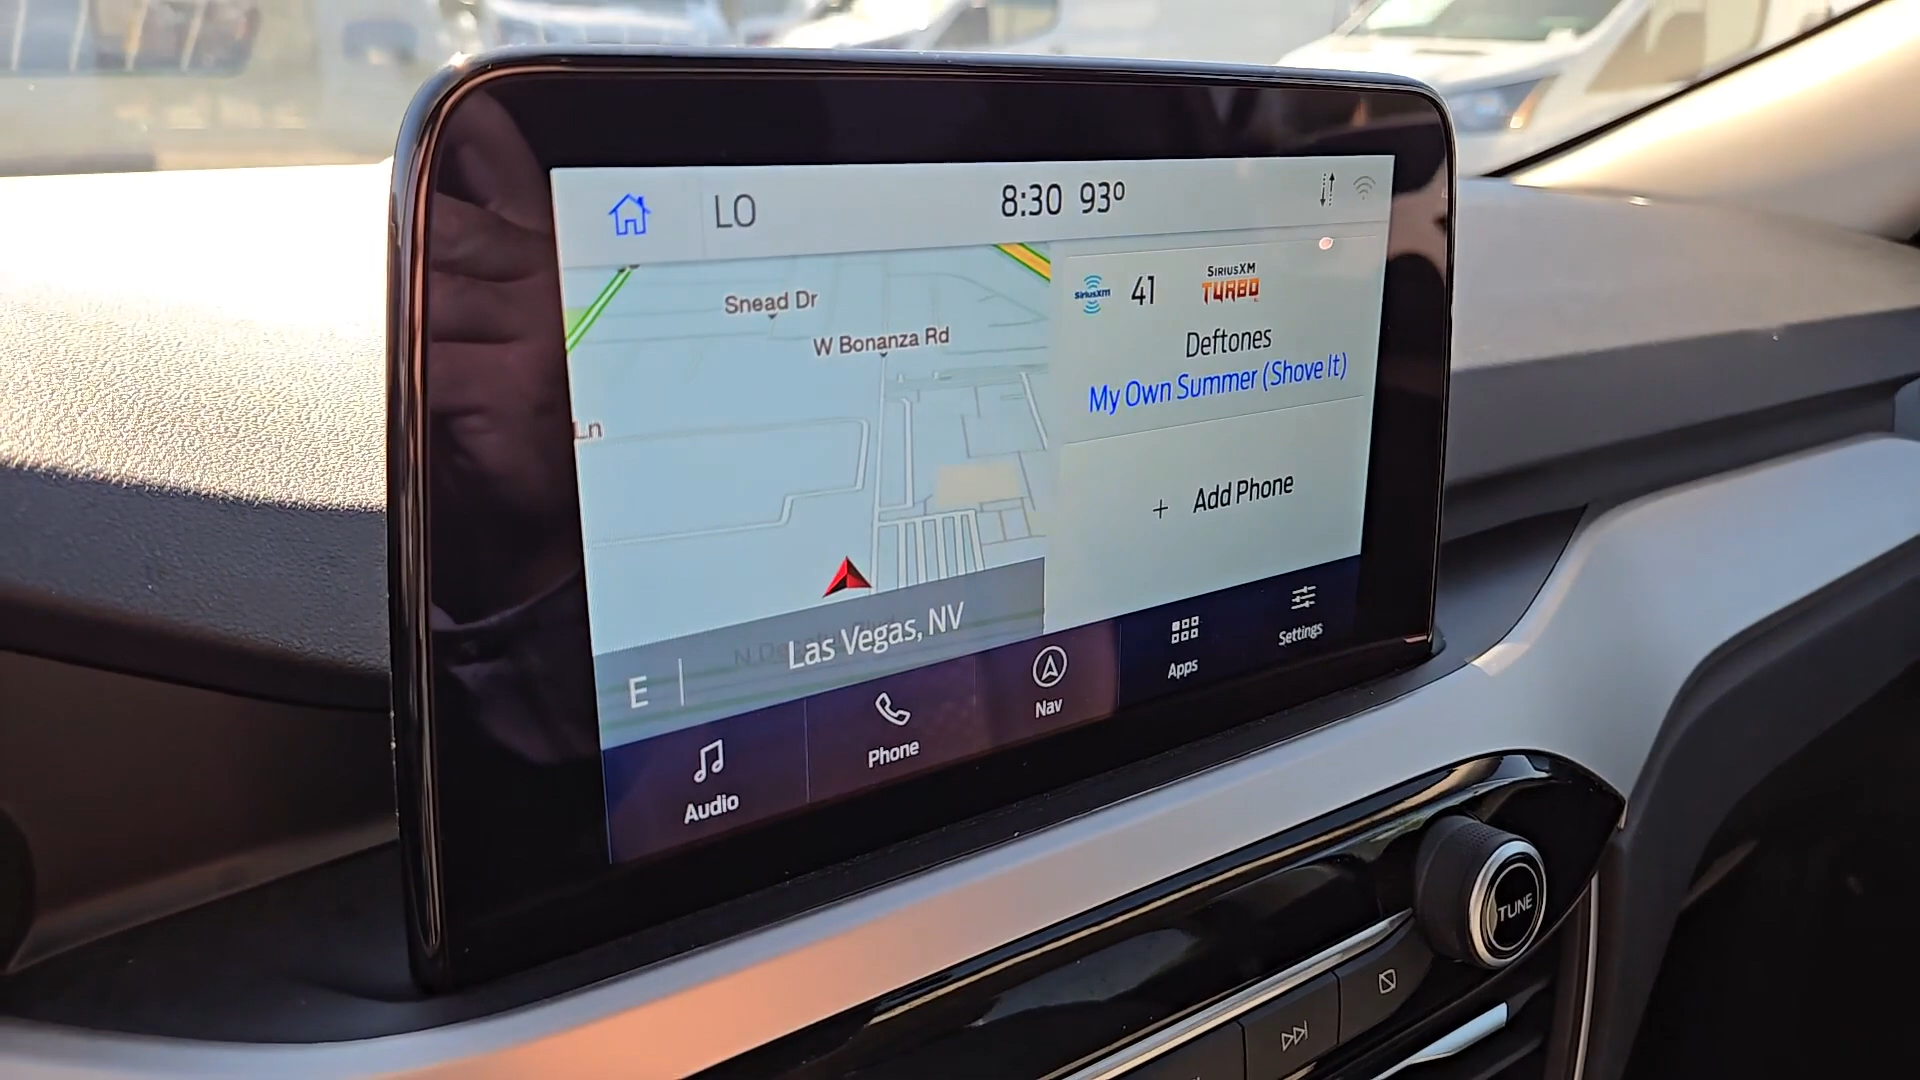 LO
8:30 93º
Snead Dr
W Bonanza Rd
Ln
SiriusXM
41
SIRIUSXM
TURBO
Deftones
My Own Summer (Shove It)
+ Add Phone
E
Las Vegas, NV
Audio
Phone
Nav
Apps
Settings
TUNE